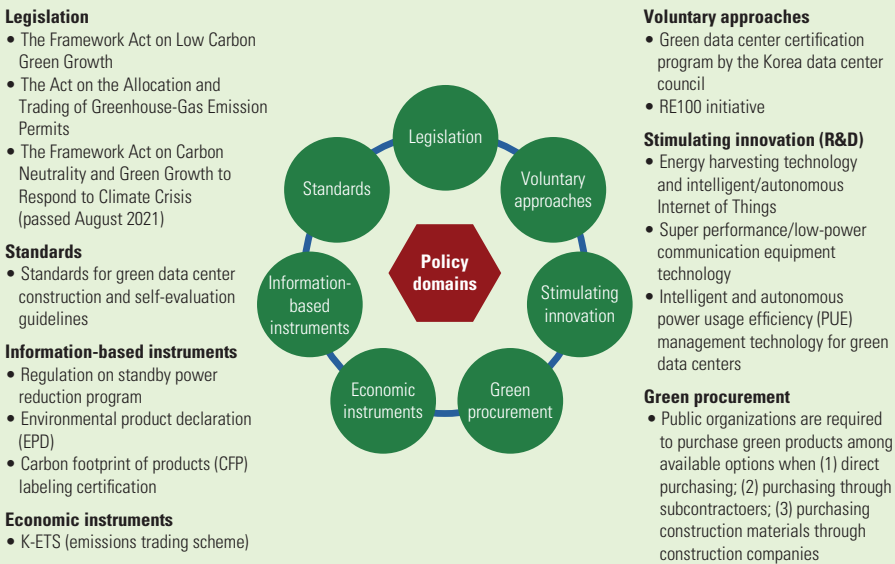 Legislation
• The Framework Act on Low Carbon
Green Growth
• The Act on the Allocation and
Trading of Greenhouse-Gas Emission
Permits
• The Framework Act on Carbon
Neutrality and Green Growth to
Respond to Climate Crisis
(passed August 2021)
Standards
• Standards for green data center
construction and self-evaluation
guidelines
Information-based instruments
• Regulation on standby power
reduction program
• Environmental product declaration
(EPD)
• Carbon footprint of products (CFP)
labeling certification
Economic instruments
• K-ETS (emissions trading scheme)
Legislation
Standards
Voluntary
approaches
Policy
domains
Information-
based
instruments
Stimulating
innovation
Economic
instruments
Green
procurement
Voluntary approaches
• Green data center certification
program by the Korea data center
council
• RE100 initiative
Stimulating innovation (R&D)
• Energy harvesting technology
and intelligent/autonomous
Internet of Things
• Super performance/low-power
communication equipment
technology
• Intelligent and autonomous
power usage efficiency (PUE)
management technology for green
data centers
Green procurement
• Public organizations are required
to purchase green products among
available options when (1) direct
purchasing; (2) purchasing through
subcontractoers; (3) purchasing
construction materials through
construction companies